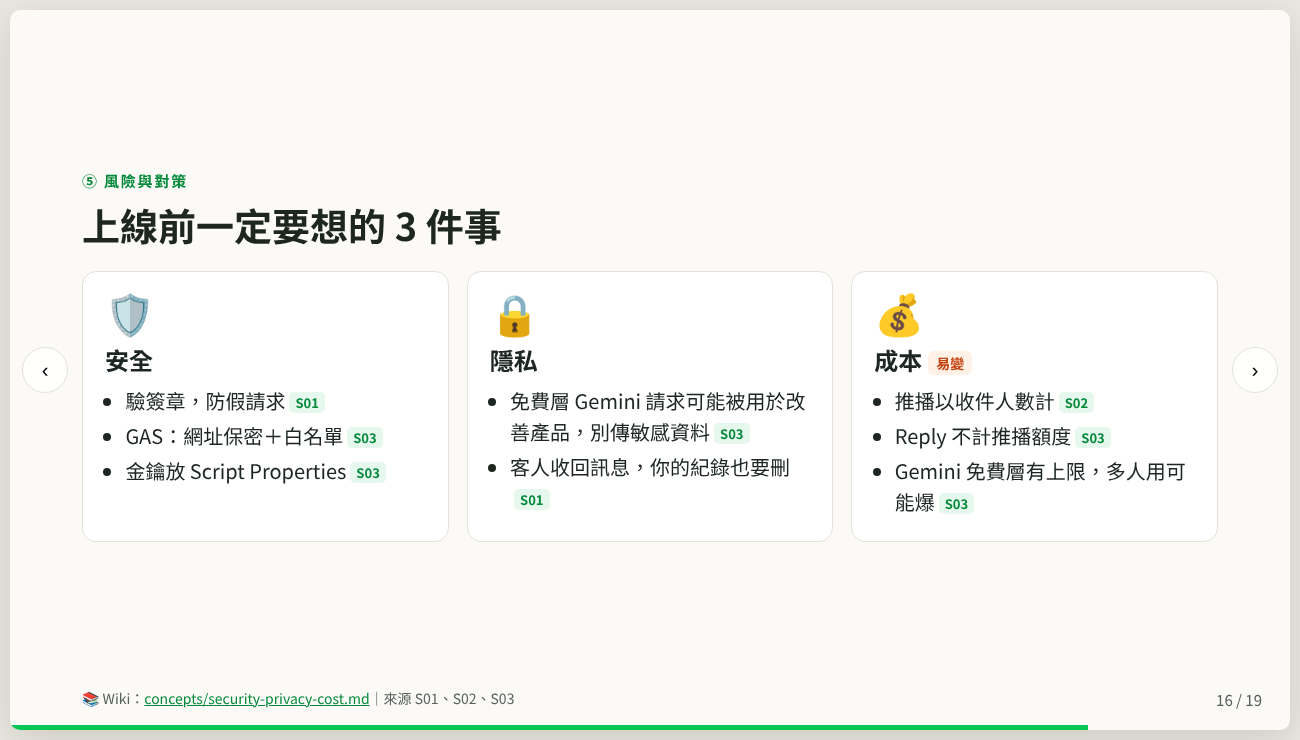 ⑤ 風險與對策
上線前一定要想的 3 件事
安全
驗簽章，防假請求 S01
GAS：網址保密＋白名單 S03
金鑰放 Script Properties S03
隱私
免費層 Gemini 請求可能被用於改
善產品，別傳敏感資料 S03
客人收回訊息，你的紀錄也要刪
S01
成本 易變
推播以收件人數計 S02
Reply 不計推播額度 S03
Gemini 免費層有上限，多人用可
能爆 S03
‹
›
📚 Wiki：concepts/security-privacy-cost.md｜來源 S01、S02、S03
16 / 19